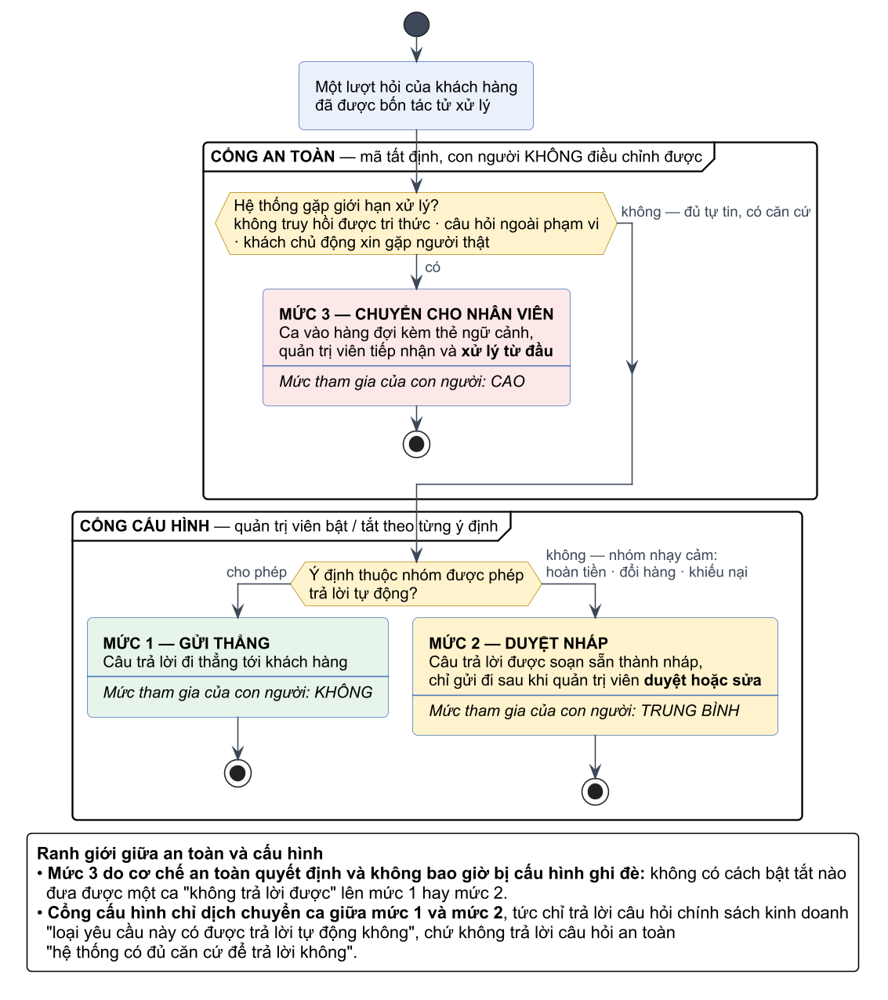 Một lượt hỏi của khách hàng
đã được bốn tác tử xử lý
CỔNG AN TOÀN — mã tất định, con người KHÔNG điều chỉnh được
Hệ thống gặp giới hạn xử lý?
không truy hồi được tri thức · câu hỏi ngoài phạm vi
· khách chủ động xin gặp người thật
không — đủ tự tin, có căn cứ
có
MỨC 3 — CHUYỂN CHO NHÂN VIÊN
Ca vào hàng đợi kèm thẻ ngữ cảnh,
quản trị viên tiếp nhận và xử lý từ đầu
Mức tham gia của con người: CAO
CỔNG CẤU HÌNH — quản trị viên bật / tắt theo từng ý định
cho phép
Ý định thuộc nhóm được phép
trả lời tự động?
không — nhóm nhạy cảm:
hoàn tiền · đổi hàng · khiếu nại
MỨC 1 — GỬI THẲNG
Câu trả lời đi thẳng tới khách hàng
Mức tham gia của con người: KHÔNG
MỨC 2 — DUYỆT NHÁP
Câu trả lời được soạn sẵn thành nháp,
chỉ gửi đi sau khi quản trị viên duyệt hoặc sửa
Mức tham gia của con người: TRUNG BÌNH
Ranh giới giữa an toàn và cấu hình
• Mức 3 do cơ chế an toàn quyết định và không bao giờ bị cấu hình ghi đè: không có cách bật tắt nào
đưa được một ca "không trả lời được" lên mức 1 hay mức 2.
• Cổng cấu hình chỉ dịch chuyển ca giữa mức 1 và mức 2, tức chỉ trả lời câu hỏi chính sách kinh doanh
"loại yêu cầu này có được trả lời tự động không", chứ không trả lời câu hỏi an toàn
"hệ thống có đủ căn cứ để trả lời không".